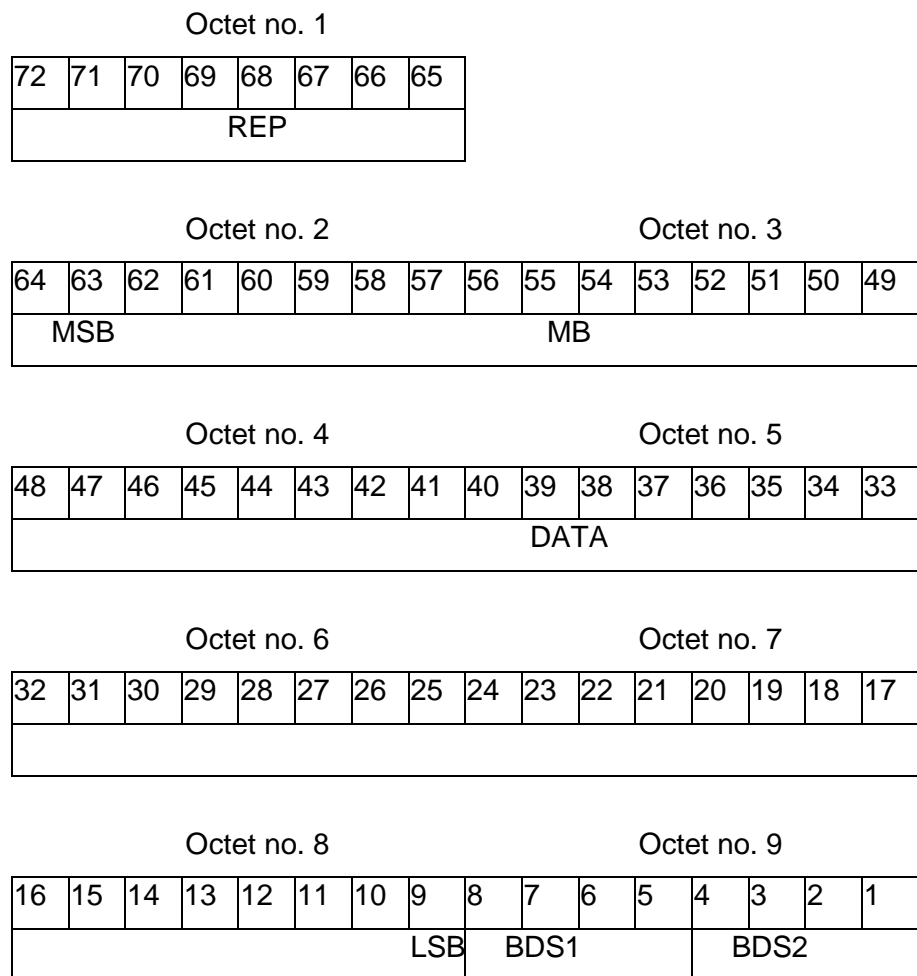 Octet no. 1
72 71 70 69 68 67 66 65
REP
Octet no. 2 Octet no. 3
64 63 62 61 60 59 58 57 56 55 54 53 52 51 50 49
MSB MB
Octet no. 4 Octet no. 5
48 47 46 45 44 43 42 41 40 39 38 37 36 35 34 33
DATA
Octet no. 6 Octet no. 7
32 31 30 29 28 27 26 25 24 23 22 21 20 19 18 17
Octet no. 8 Octet no. 9
16 15 14 13 12 11 10 9 8 7 6 5 4 3 2 1
LSB BDS1 BDS2